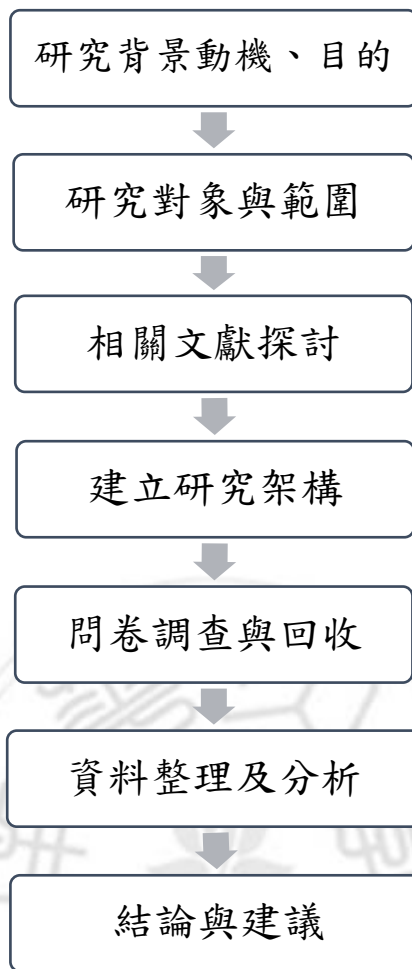 研究背景動機、目的
研究對象與範圍
相關文獻探討
建立研究架構
問卷調查與回收
資料整理及分析
結論與建議